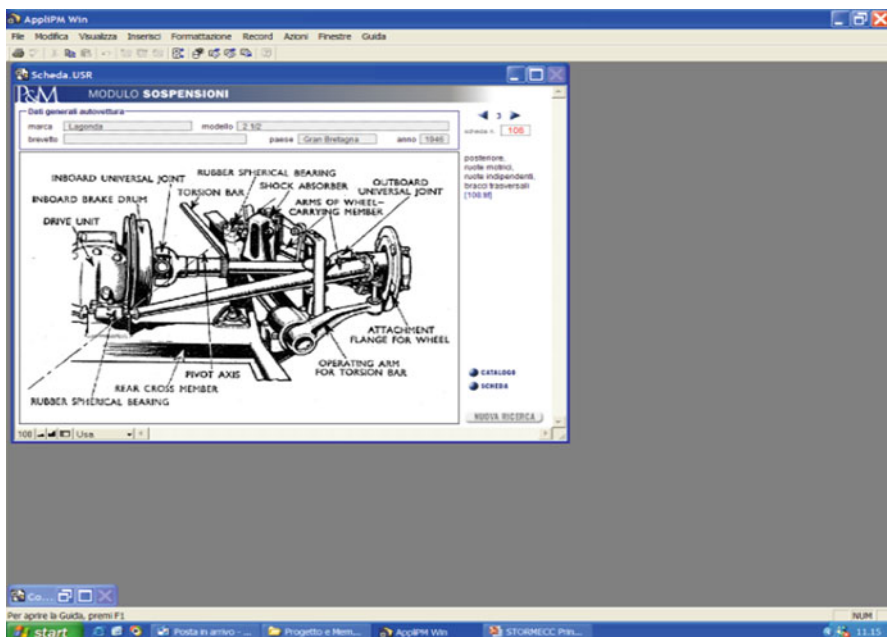 AppliPM Win
File Modifica Visualizza Inserisci Formattazione Record Azioni Finestre Guida
Scheda.USR
P&M MODULO SOSPENSIONI
Dati generali autovettura
marca Lagonda modello 2 1/2
brevetto paese Gran Bretagna anno 1946
3
scheda n. 108
posteriore,
ruote motrici,
ruote indipendenti,
bracci trasversali
[108.tif]
RUBBER SPHERICAL BEARING
INBOARD UNIVERSAL JOINT
SHOCK ABSORBER
OUTBOARD
UNIVERSAL JOINT
TORSION BAR
INBOARD BRAKE DRUM
ARMS OF WHEEL-
CARRYING MEMBER
DRIVE UNIT
ATTACHMENT
FLANGE FOR WHEEL
OPERATING ARM
FOR TORSION BAR
PIVOT AXIS
REAR CROSS MEMBER
RUBBER SPHERICAL BEARING
CATALOGO
SCHEDA
NUOVA RICERCA
108 Usa
Co...
Per aprire la Guida, premi F1
NUM
start Posta in arrivo - ... Progetto e Mem... AppliPM Win STORMECC Prin... 11.15